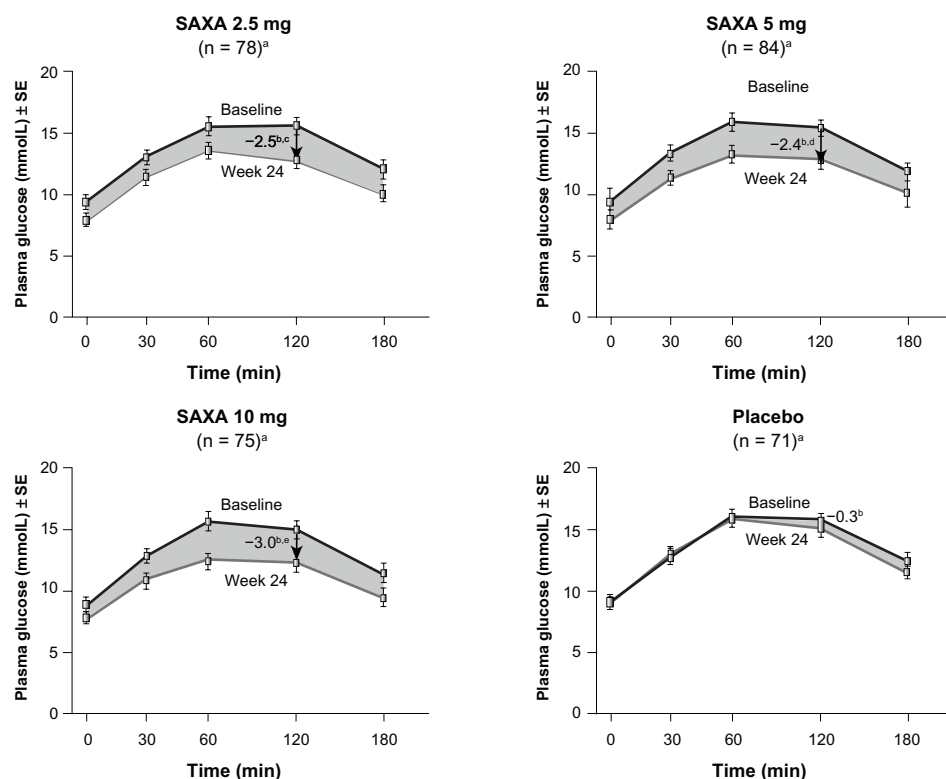 SAXA 2.5 mg
(n = 78)ᵃ
Plasma glucose (mmolL) ± SE
20
15
10
5
0
Baseline
−2.5ᵇ,ᶜ
Week 24
0 30 60 120 180
Time (min)
SAXA 5 mg
(n = 84)ᵃ
Plasma glucose (mmolL) ± SE
20
15
10
5
0
Baseline
−2.4ᵇ,ᵈ
Week 24
0 30 60 120 180
Time (min)
SAXA 10 mg
(n = 75)ᵃ
Plasma glucose (mmolL) ± SE
20
15
10
5
0
Baseline
−3.0ᵇ,ᵉ
Week 24
0 30 60 120 180
Time (min)
Placebo
(n = 71)ᵃ
Plasma glucose (mmolL) ± SE
20
15
10
5
0
Baseline
−0.3ᵇ
Week 24
0 30 60 120 180
Time (min)